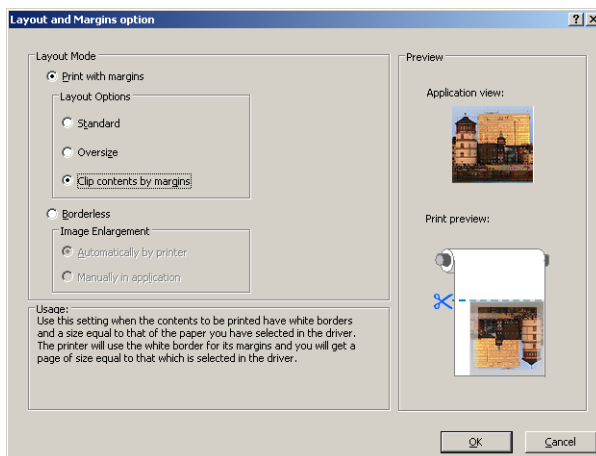 Layout and Margins option
Layout Mode
Print with margins
Layout Options
Standard
Oversize
Clip contents by margins
Borderless
Image Enlargement
Automatically by printer
Manually in application
Usage:
Use this setting when the contents to be printed have white borders
and a size equal to that of the paper you have selected in the driver.
The printer will use the white border for its margins and you will get a
page of size equal to that which is selected in the driver.
Preview
Application view:
Print preview:
OK
Cancel